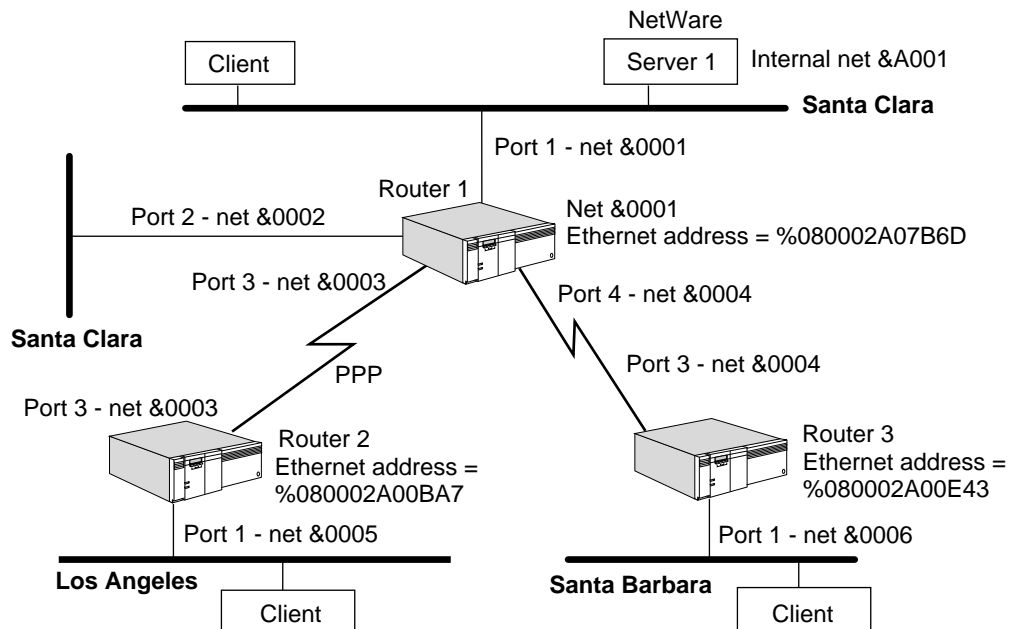 NetWare
Client
Server 1
Internal net &A001
Santa Clara
Port 1 - net &0001
Router 1
Port 2 - net &0002
Net &0001
Ethernet address = %080002A07B6D
Port 3 - net &0003
Port 4 - net &0004
Santa Clara
PPP
Port 3 - net &0004
Port 3 - net &0003
Router 2
Ethernet address =
%080002A00BA7
Router 3
Ethernet address =
%080002A00E43
Port 1 - net &0005
Port 1 - net &0006
Los Angeles
Santa Barbara
Client
Client